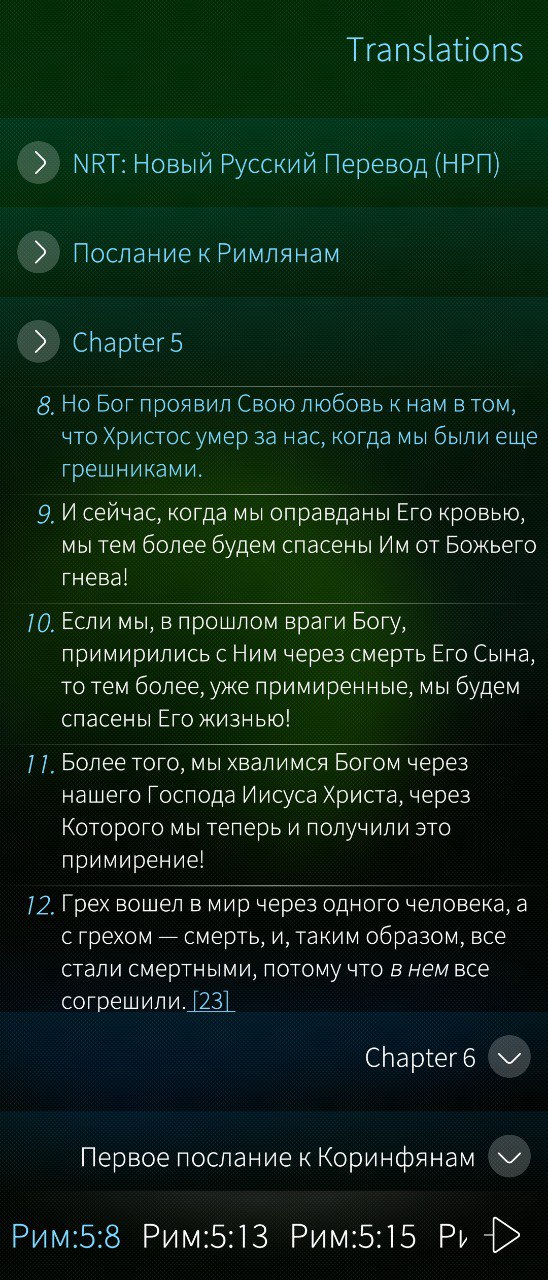 Translations
NRT: Новый Русский Перевод (НРП)
Послание к Римлянам
Chapter 5
8. Но Бог проявил Свою любовь к нам в том,
что Христос умер за нас, когда мы были еще
грешниками.
9. И сейчас, когда мы оправданы Его кровью,
мы тем более будем спасены Им от Божьего
гнева!
10. Если мы, в прошлом враги Богу,
примирились с Ним через смерть Его Сына,
то тем более, уже примиренные, мы будем
спасены Его жизнью!
11. Более того, мы хвалимся Богом через
нашего Господа Иисуса Христа, через
Которого мы теперь и получили это
примирение!
12. Грех вошел в мир через одного человека, а
с грехом — смерть, и, таким образом, все
стали смертными, потому что в нем все
согрешили. [23]
Chapter 6
Первое послание к Коринфянам
Рим:5:8 Рим:5:13 Рим:5:15